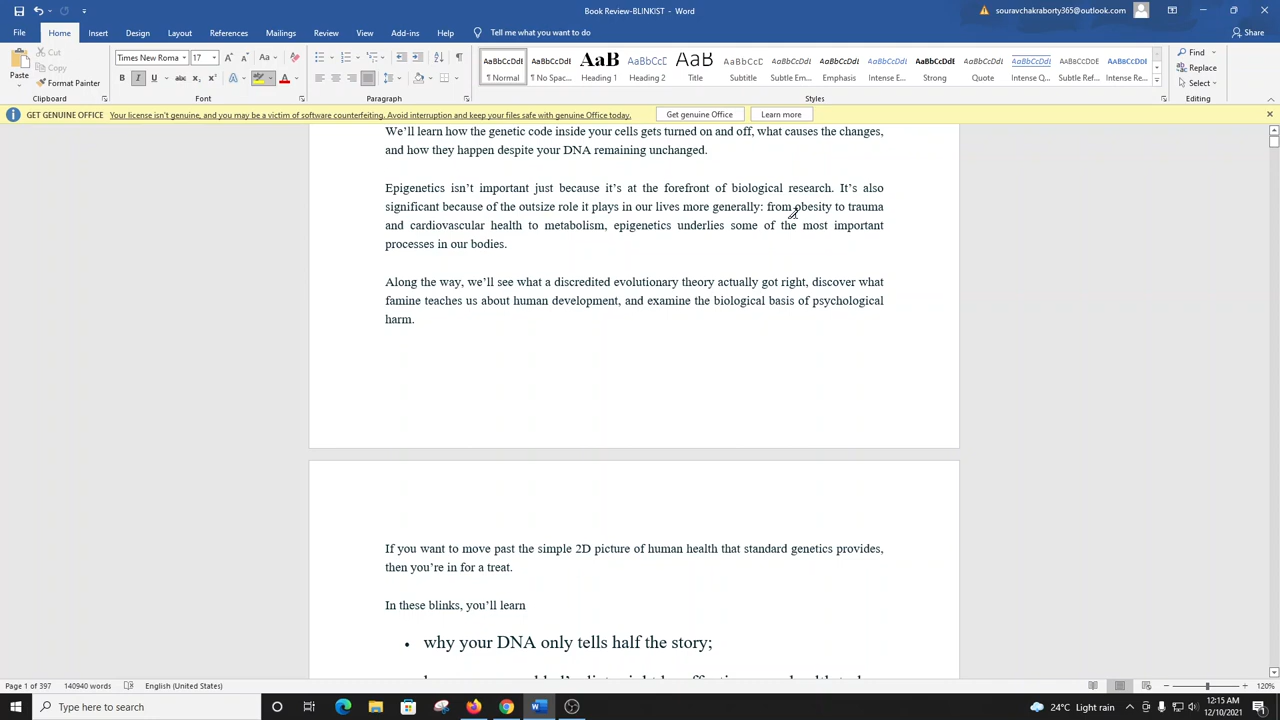 Book Review-BLINKIST - Word
souravchakraborty365@outlook.com
File Home Insert Design Layout References Mailings Review View Add-ins Help Tell me what you want to do Share
Paste
Cut
Copy
Format Painter
Clipboard
Times New Roma 17
Font
Paragraph
AaBbCcDdI ¶ Normal
AaBbCcDdI ¶ No Spac...
AaB Heading 1
AaBbCcD Heading 2
AaB Title
AaBbCcD Subtitle
AaBbCcDdI Subtle Em...
AaBbCcDdI Emphasis
AaBbCcDdI Intense E...
AaBbCcDdI Strong
AaBbCcDdI Quote
AaBbCcDdI Intense Q...
AaBbCcDdI Subtle Ref...
AaBbCcDdI Intense Re...
Styles
Find
Replace
Select
Editing
GET GENUINE OFFICE Your license isn't genuine, and you may be a victim of software counterfeiting. Avoid interruption and keep your files safe with genuine Office today. Get genuine Office Learn more
We'll learn how the genetic code inside your cells gets turned on and off, what causes the changes,
and how they happen despite your DNA remaining unchanged.
Epigenetics isn't important just because it's at the forefront of biological research. It's also
significant because of the outsize role it plays in our lives more generally: from obesity to trauma
and cardiovascular health to metabolism, epigenetics underlies some of the most important
processes in our bodies.
Along the way, we'll see what a discredited evolutionary theory actually got right, discover what
famine teaches us about human development, and examine the biological basis of psychological
harm.
If you want to move past the simple 2D picture of human health that standard genetics provides,
then you're in for a treat.
In these blinks, you'll learn
• why your DNA only tells half the story;
Page 1 of 397 140940 words English (United States) 120%
Type here to search
24°C Light rain
12:15 AM
12/10/2021